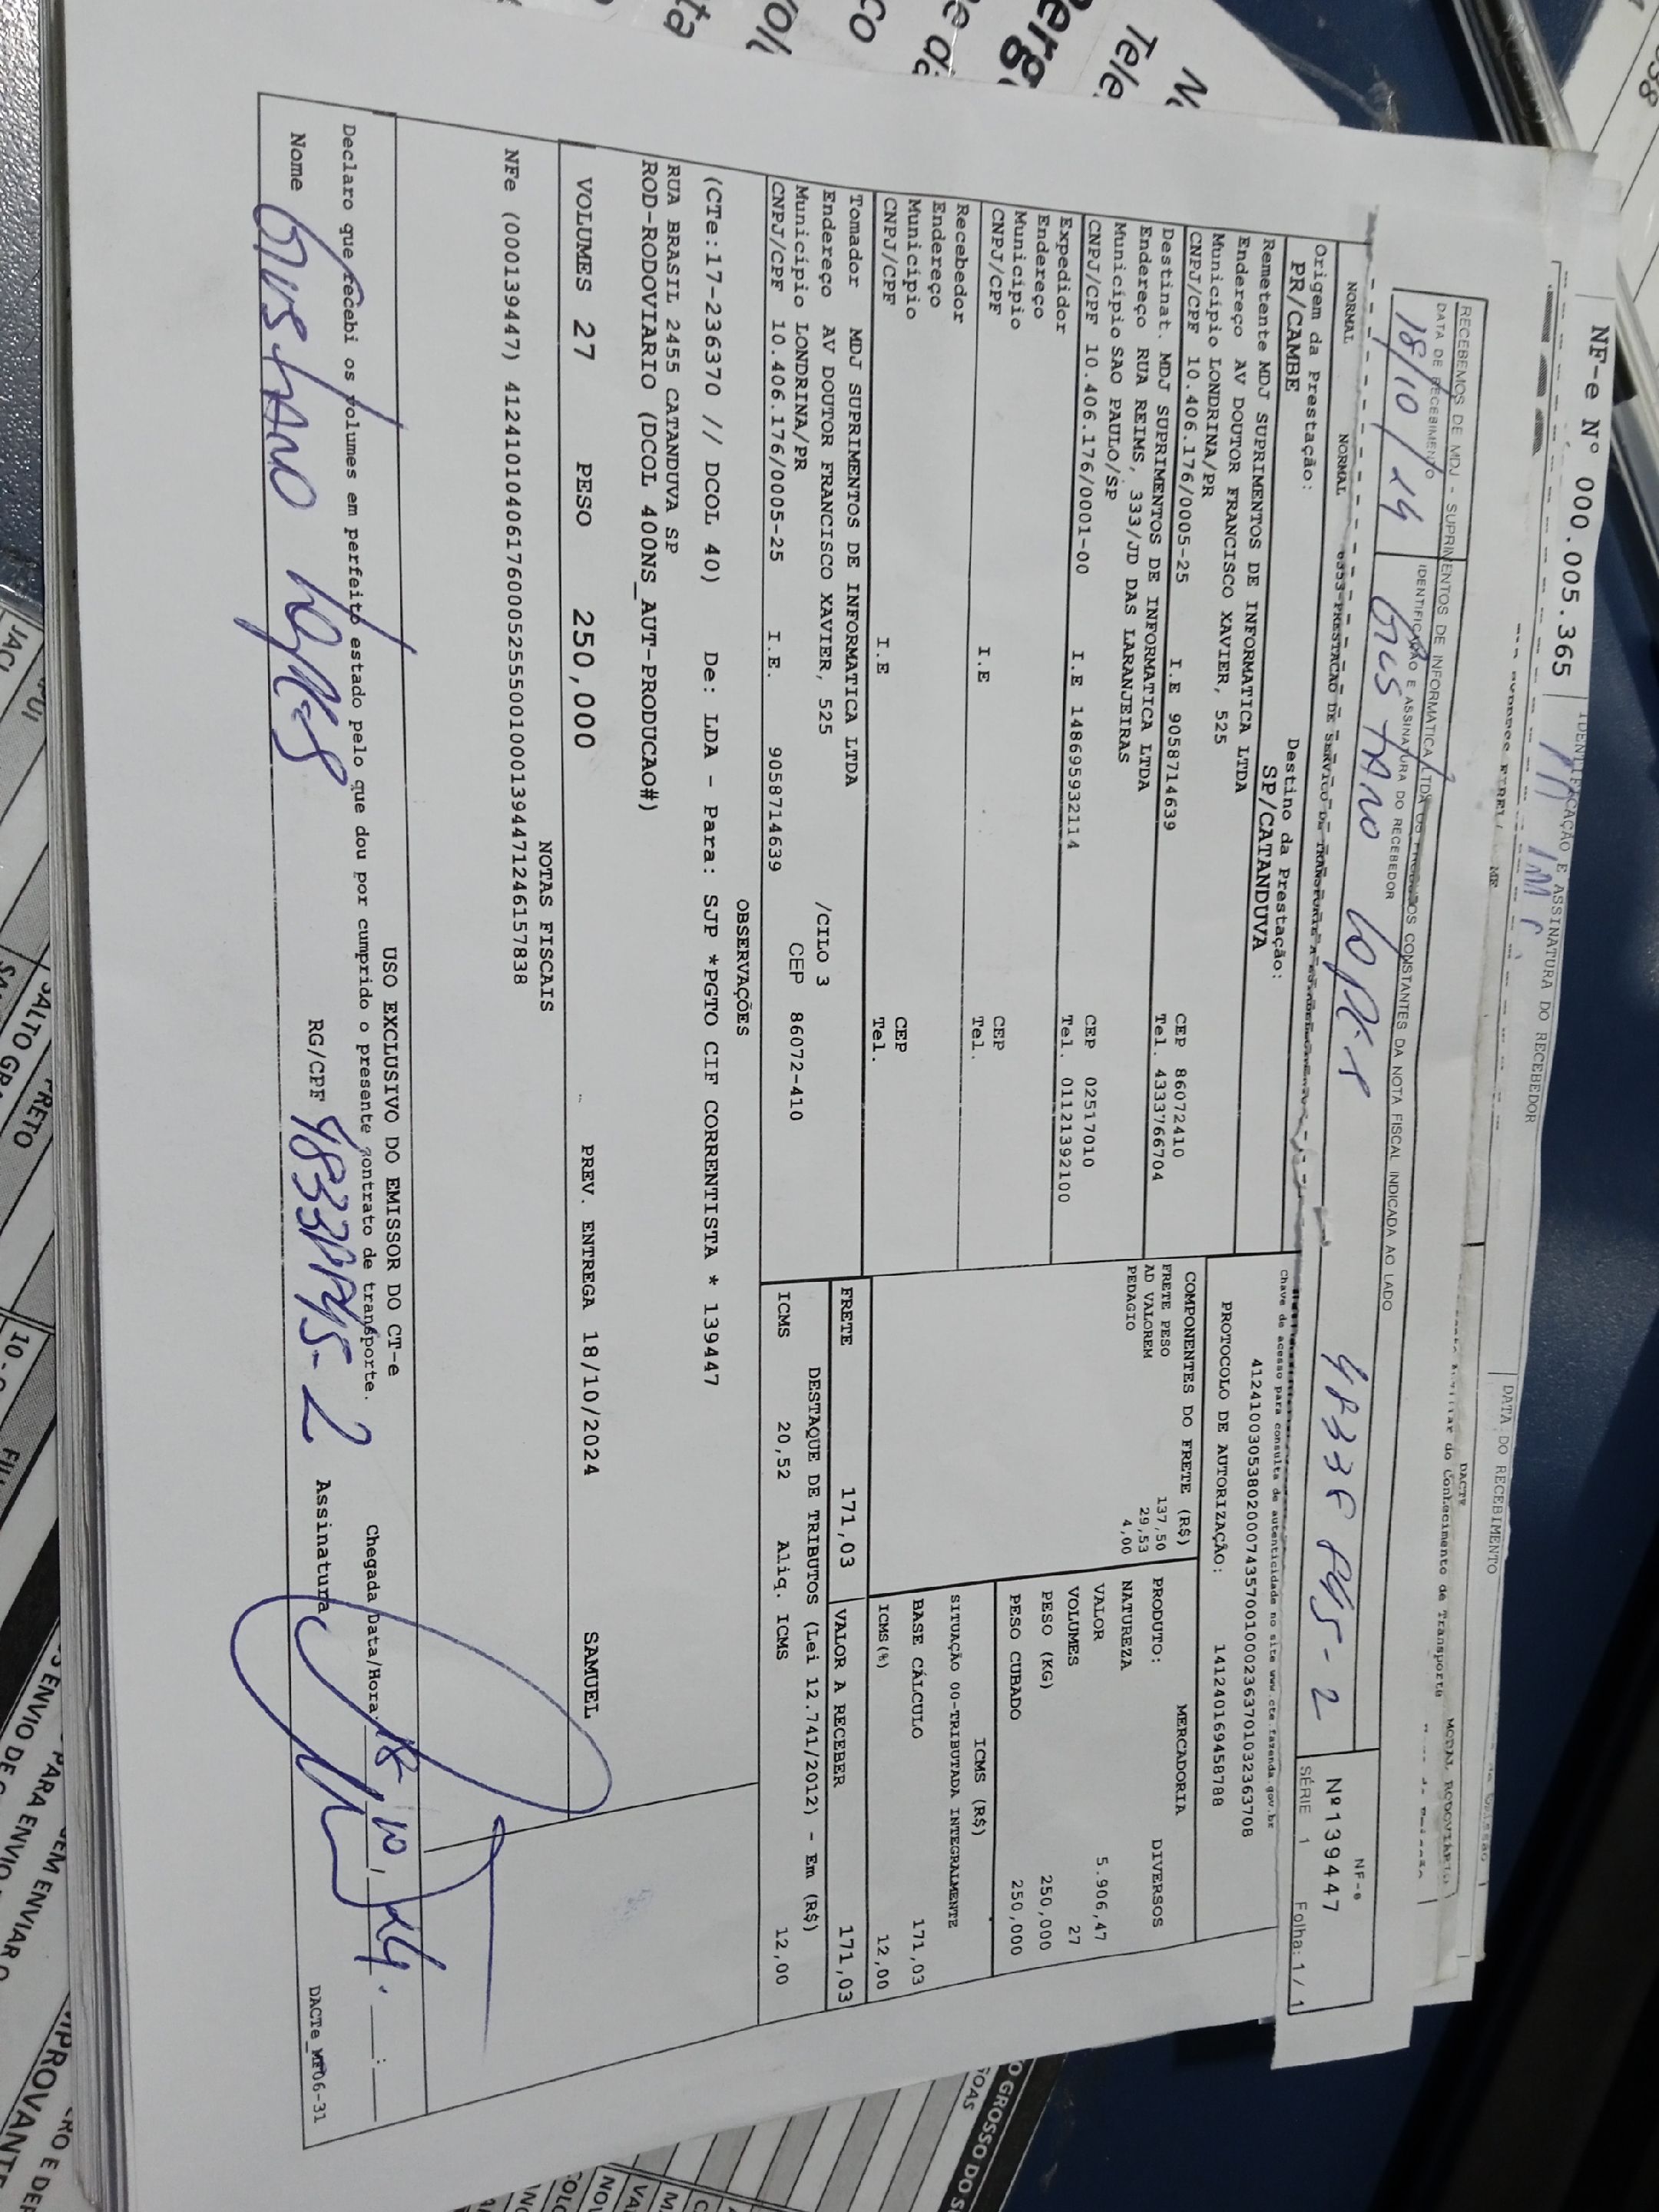 NF-e Nº 000.005.365
IDENTIFICAÇÃO E ASSINATURA DO RECEBEDOR
DATA DO RECEBIMENTO
DACTe
MODAL RODOVIÁRIO
RECEBEMOS DE MDJ - SUPRIMENTOS DE INFORMATICA LTDA OS PRODUTOS CONSTANTES DA NOTA FISCAL INDICADA AO LADO
DATA DE RECEBIMENTO
IDENTIFICAÇÃO E ASSINATURA DO RECEBEDOR
18/10/24
Gustavo Lopes
NF-e
Nº139447
SÉRIE 1
Folha: 1 / 1
NORMAL NORMAL 6353-PRESTACAO DE SERVICO DE TRANSPORTE A
Origem da Prestação: Destino da Prestação:
PR/CAMBE SP/CATANDUVA
Chave de acesso para consulta de autenticidade no site www.cte.fazenda.gov.br
PROTOCOLO DE AUTORIZAÇÃO: 141240169458788
Remetente MDJ SUPRIMENTOS DE INFORMATICA LTDA
Endereço AV DOUTOR FRANCISCO XAVIER, 525
Município LONDRINA/PR CEP 86072410
CNPJ/CPF 10.406.176/0005-25 I.E 9058714639 Tel. 4333766704
Destinat. MDJ SUPRIMENTOS DE INFORMATICA LTDA
Endereço RUA REIMS, 333/JD DAS LARANJEIRAS
Município SAO PAULO/SP CEP 02517010
CNPJ/CPF 10.406.176/0001-00 I.E 148695932114 Tel. 01121392100
Expedidor
Endereço
Município CEP
CNPJ/CPF I.E Tel.
Recebedor
Endereço
Município CEP
CNPJ/CPF I.E Tel.
COMPONENTES DO FRETE (R$)
FRETE PESO 137,50
AD VALOREM 29,53
PEDAGIO 4,00
MERCADORIA
PRODUTO: DIVERSOS
NATUREZA
VALOR 5.906,47
VOLUMES 27
PESO (KG) 250,000
PESO CUBADO 250,000
ICMS (R$)
SITUAÇÃO 00-TRIBUTADA INTEGRALMENTE
BASE CÁLCULO 171,03
ICMS(%) 12,00
Tomador MDJ SUPRIMENTOS DE INFORMATICA LTDA
Endereço AV DOUTOR FRANCISCO XAVIER, 525 /CILO 3
Município LONDRINA/PR CEP 86072-410
CNPJ/CPF 10.406.176/0005-25 I.E. 9058714639
FRETE 171,03 VALOR A RECEBER 171,03
DESTAQUE DE TRIBUTOS (Lei 12.741/2012) - Em (R$)
ICMS 20,52 Aliq. ICMS 12,00
OBSERVAÇÕES
(CTe:17-236370 // DCOL 40) De: LDA - Para: SJP *PGTO CIF CORRENTISTA * 139447
RUA BRASIL 2455 CATANDUVA SP
ROD-RODOVIARIO (DCOL 400NS_AUT-PRODUCAO#)
VOLUMES 27 PESO 250,000 PREV. ENTREGA 18/10/2024 SAMUEL
NOTAS FISCAIS
NFe (000139447) 41241010406176000525550010001394471246157838
USO EXCLUSIVO DO EMISSOR DO CT-e
Declaro que recebi os volumes em perfeito estado pelo que dou por cumprido o presente contrato de transporte.
Chegada Data/Hora 18, 10, 24.
Nome Gustavo Lopes RG/CPF Assinatura
DACTe_MF06-31